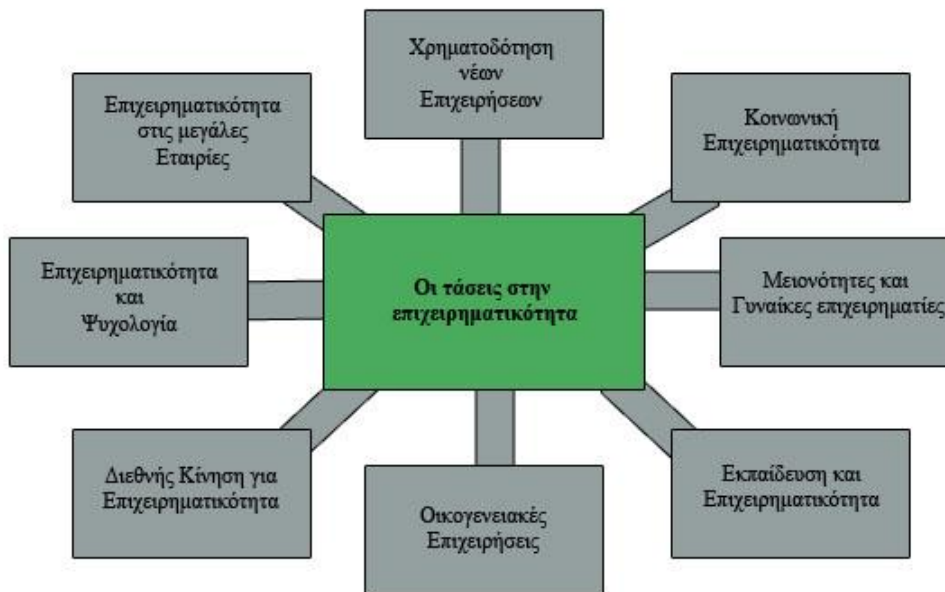 Χρηματοδότηση
νέων
Επιχειρήσεων
Επιχειρηματικότητα
στις μεγάλες
Εταιρίες
Κοινωνική
Επιχειρηματικότητα
Επιχειρηματικότητα
και
Ψυχολογία
Οι τάσεις στην
επιχειρηματικότητα
Μειονότητες και
Γυναίκες επιχειρηματίες
Διεθνής Κίνηση για
Επιχειρηματικότητα
Οικογενειακές
Επιχειρήσεις
Εκπαίδευση και
Επιχειρηματικότητα